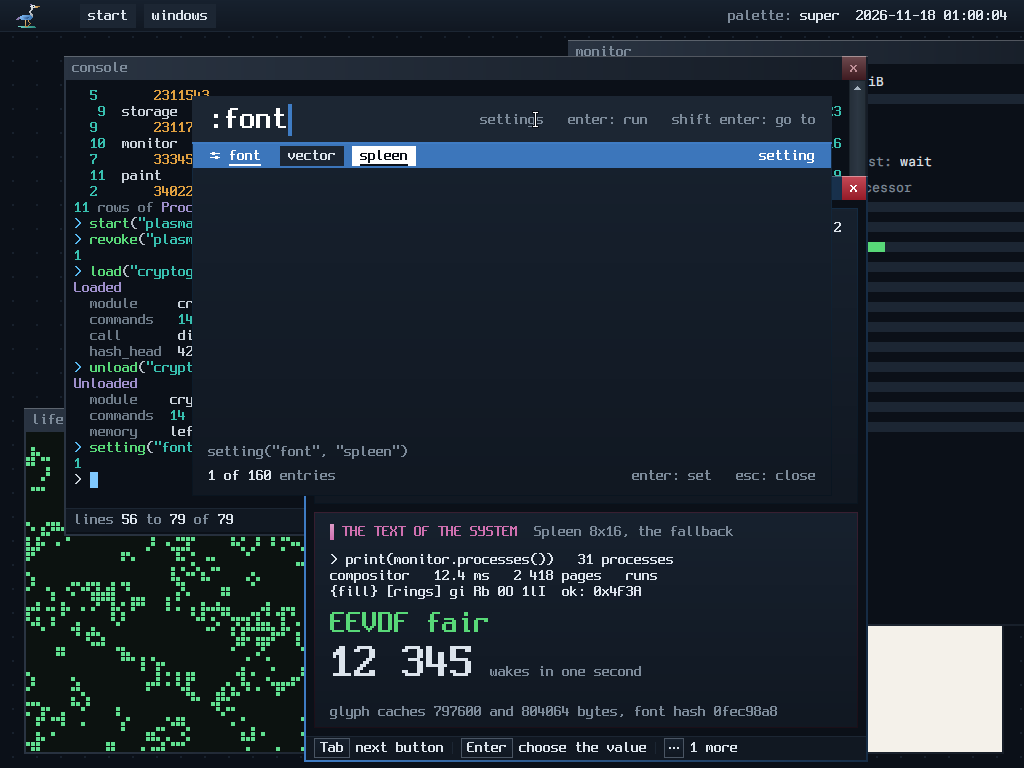 start windows palette: super 2026-11-18 01:00:04
monitor
console
iB
5 2311543
9 storage
9 23117
10 monitor
7 33345
11 paint
2 34022
11 rows of Proc
> start("plasma
> revoke("plasm
1
> load("cryptog
Loaded
module cr
commands 14
call di
hash_head 42
> unload("crypt
Unloaded
module cry
commands 14
memory lef
> setting("font
1
>
lines 56 to 79 of 79
:font settings enter: run shift enter: go to
font vector spleen setting
setting("font", "spleen")
1 of 160 entries enter: set esc: close
st: wait
cessor
2
life
THE TEXT OF THE SYSTEM Spleen 8x16, the fallback
> print(monitor.processes()) 31 processes
compositor 12.4 ms 2 418 pages runs
{fill} [rings] gi Ab 0O 1lI ok: 0x4F3A
EEVDF fair
12 345 wakes in one second
glyph caches 797600 and 804064 bytes, font hash 0fec98a8
Tab next button Enter choose the value ... 1 more